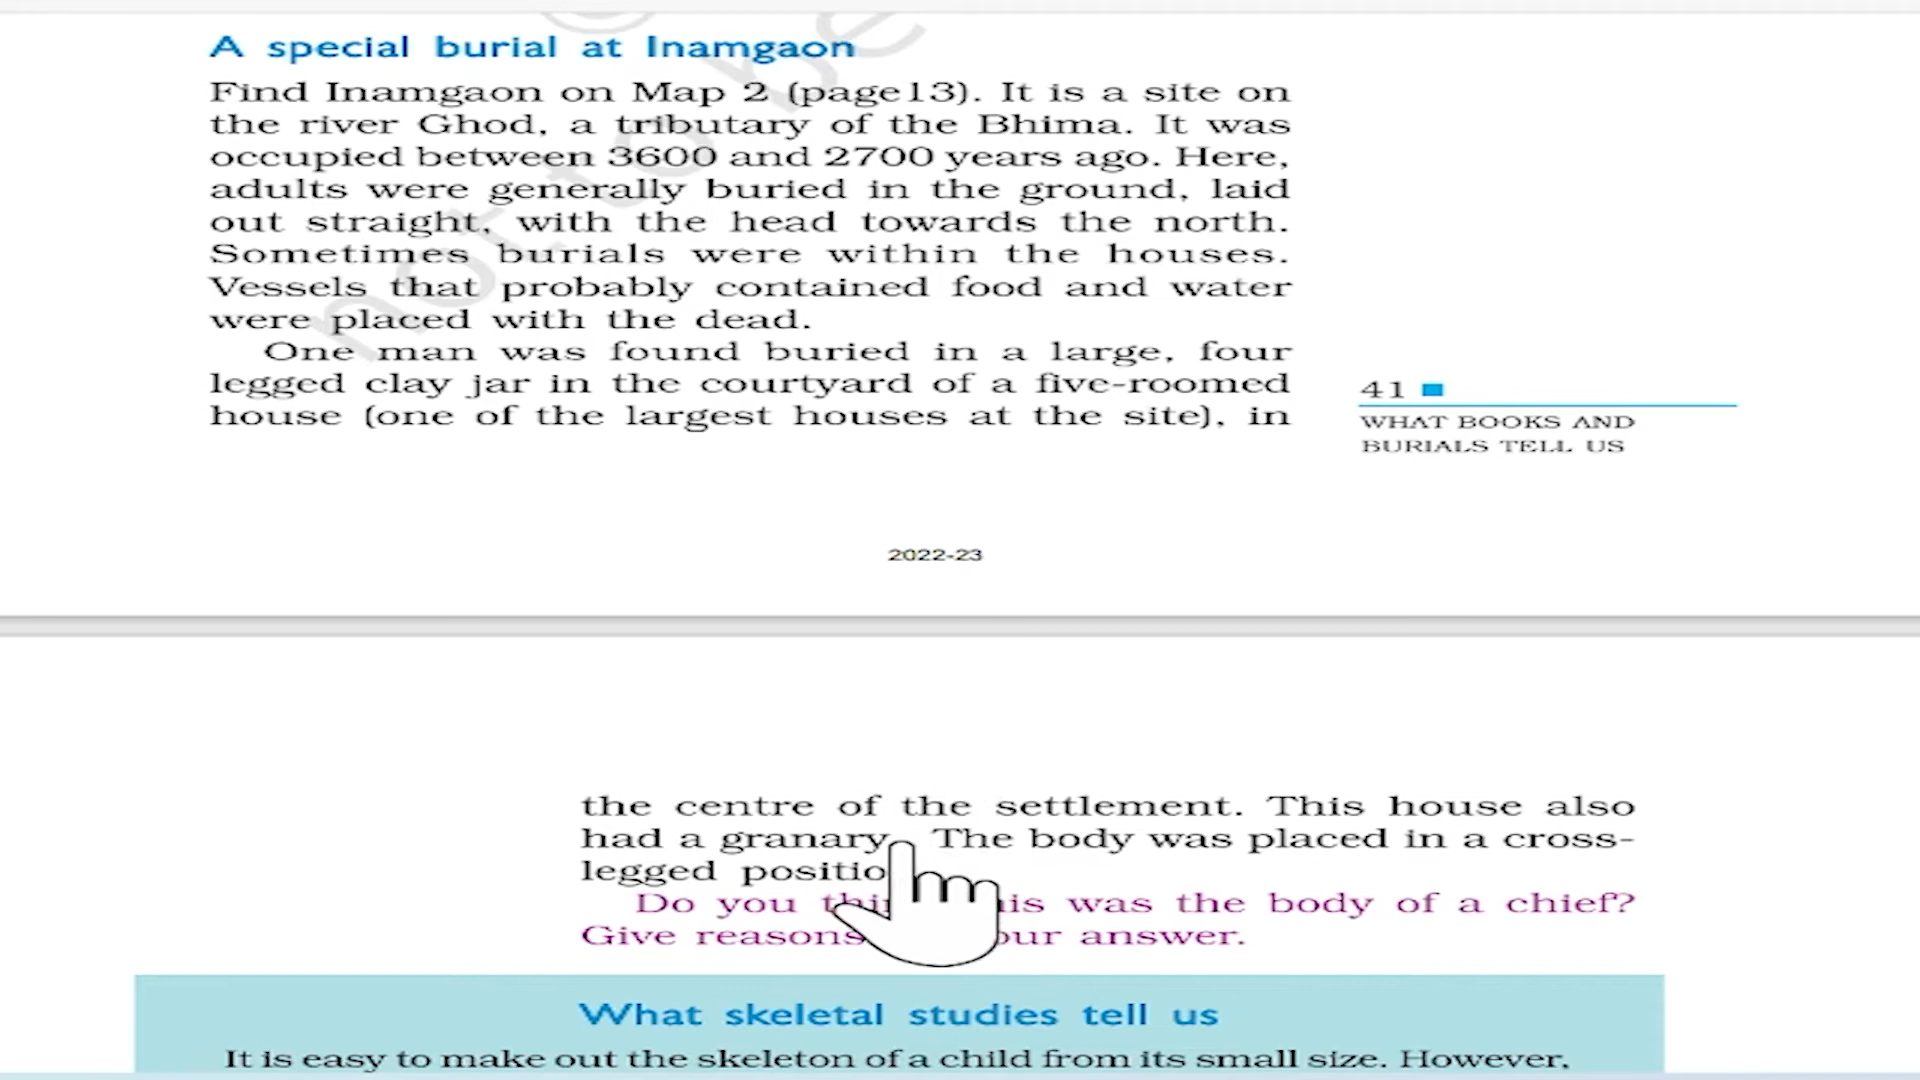 A special burial at Inamgaon
Find Inamgaon on Map 2 (page13). It is a site on
the river Ghod, a tributary of the Bhima. It was
occupied between 3600 and 2700 years ago. Here,
adults were generally buried in the ground, laid
out straight, with the head towards the north.
Sometimes burials were within the houses.
Vessels that probably contained food and water
were placed with the dead.
One man was found buried in a large, four
legged clay jar in the courtyard of a five-roomed
house (one of the largest houses at the site), in
41
WHAT BOOKS AND
BURIALS TELL US
not to be
2022-23
the centre of the settlement. This house also
had a granary. The body was placed in a cross-
legged
Do you this was the body of a chief?
Give reasons answer.
What skeletal studies tell us
It is easy to make out the skeleton of a child from its small size. However,